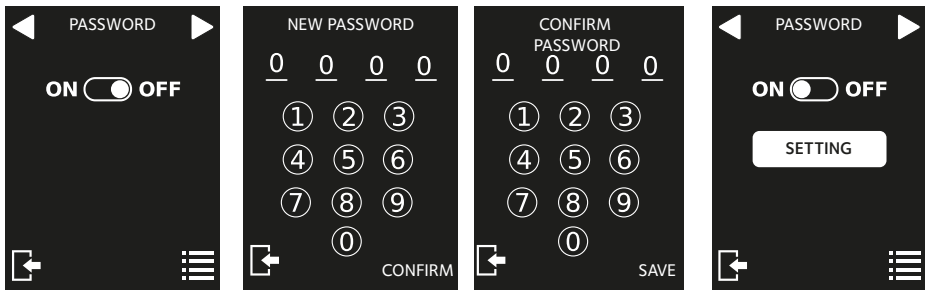 PASSWORD
ON OFF
NEW PASSWORD
0 0 0 0
1 2 3
4 5 6
7 8 9
0
CONFIRM
CONFIRM
PASSWORD
0 0 0 0
1 2 3
4 5 6
7 8 9
0
SAVE
PASSWORD
ON OFF
SETTING